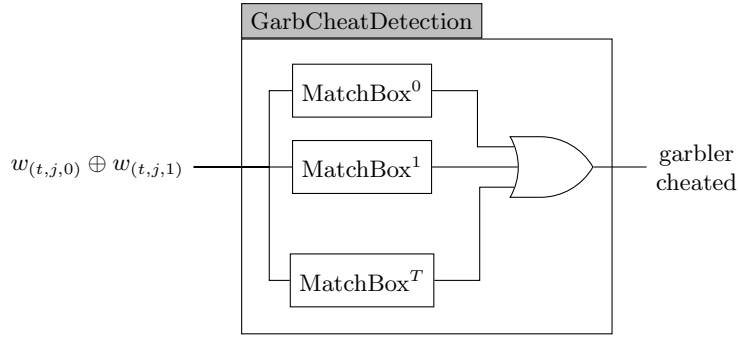 GarbCheatDetection
MatchBox^0
w_{(t,j,0)} ⊕ w_{(t,j,1)}
MatchBox^1
garbler
cheated
MatchBox^T